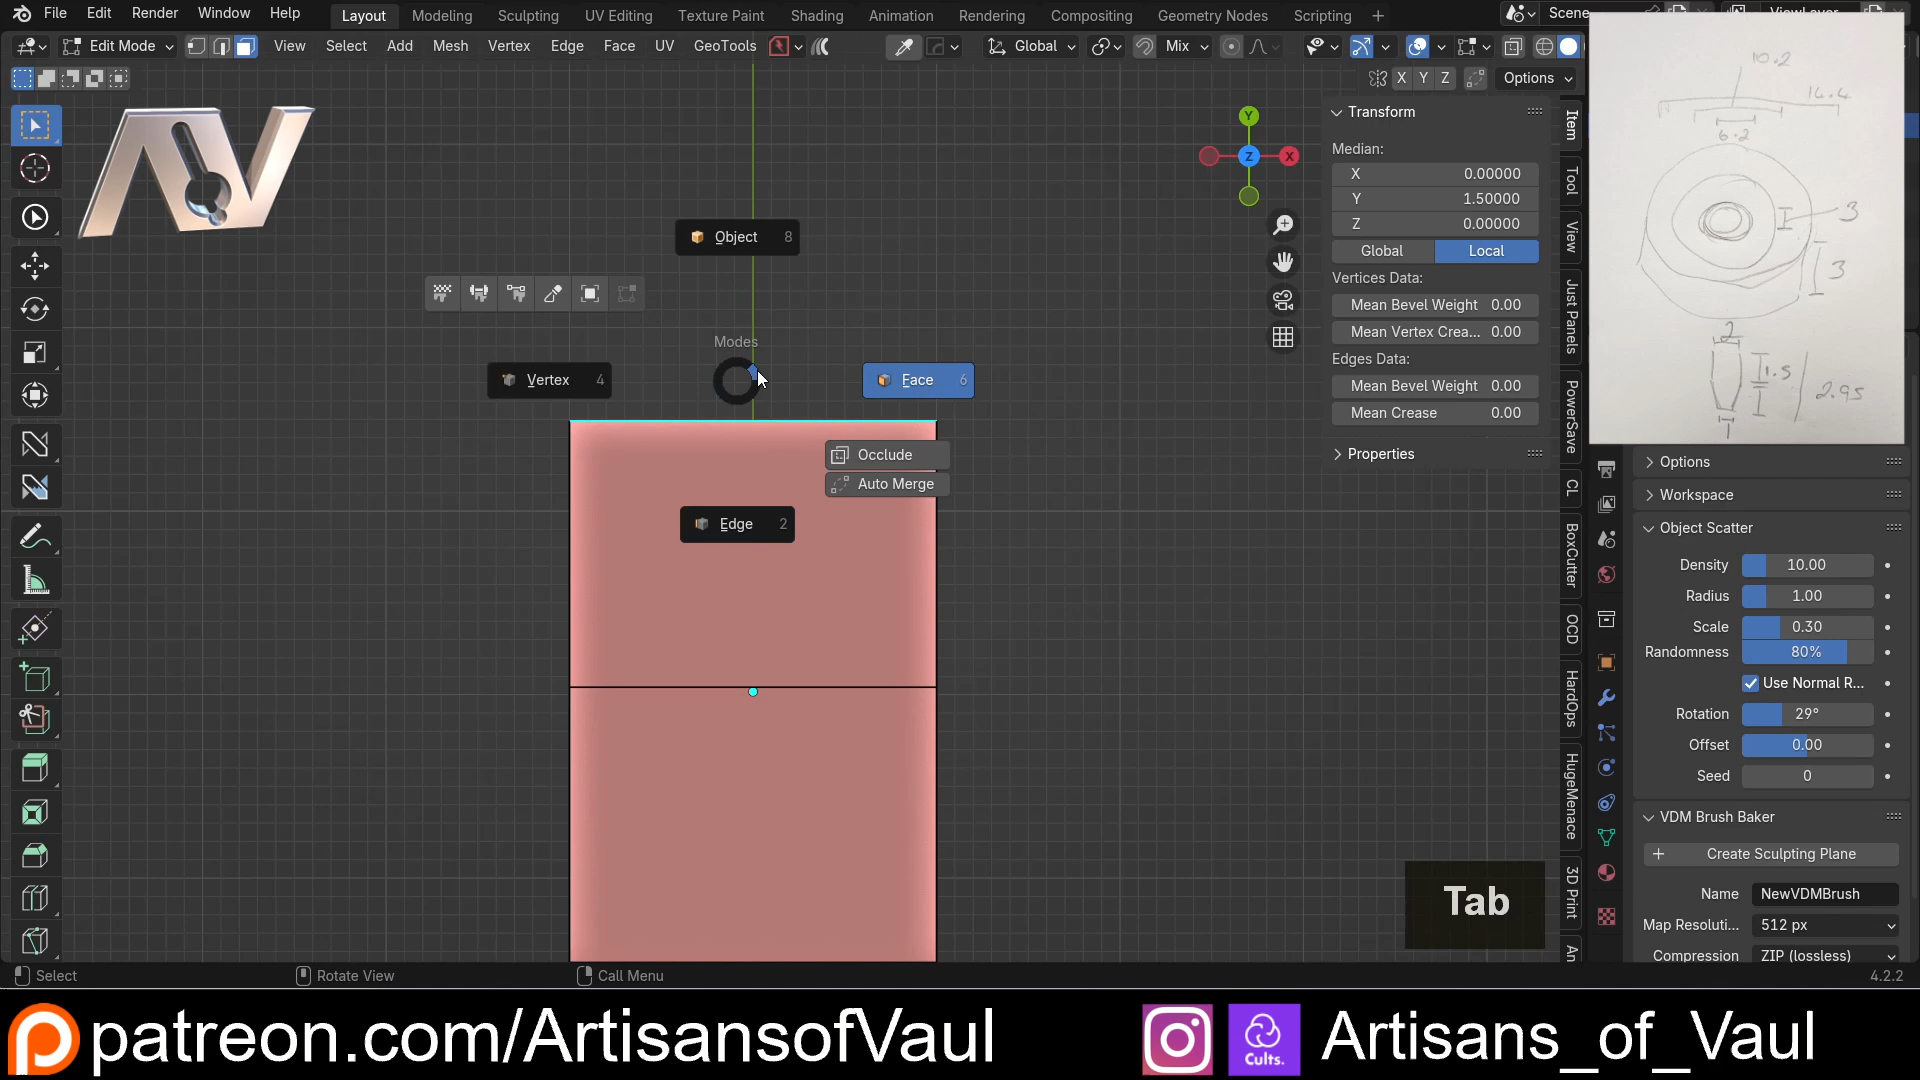 File Edit Render Window Help Layout Modeling Sculpting UV Editing Texture Paint Shading Animation Rendering Compositing Geometry Nodes Scripting + Scene ViewLayer
Edit Mode View Select Add Mesh Vertex Edge Face UV GeoTools Global Mix
X Y Z Options
AV
Y
X
Z
Transform
Median:
X 0.00000
Y 1.50000
Z 0.00000
Global Local
Vertices Data:
Mean Bevel Weight 0.00
Mean Vertex Crea... 0.00
Edges Data:
Mean Bevel Weight 0.00
Mean Crease 0.00
Properties
Item
Tool
View
Just Panels
PowerSave
CL
BoxCutter
OCD
HardOps
HugeMenace
3D Print
An
Object 8
Modes
Vertex 4
Face 6
Occlude
Auto Merge
Edge 2
10.2
6.2
3
3
2
1.5
2.95
1
Options
Workspace
Object Scatter
Density 10.00
Radius 1.00
Scale 0.30
Randomness 80%
Use Normal R...
Rotation 29°
Offset 0.00
Seed 0
VDM Brush Baker
Create Sculpting Plane
Name NewVDMBrush
Map Resoluti... 512 px
Compression ZIP (lossless)
Tab
Select Rotate View Call Menu 4.2.2
patreon.com/ArtisansofVaul
Cults.
Artisans_of_Vaul